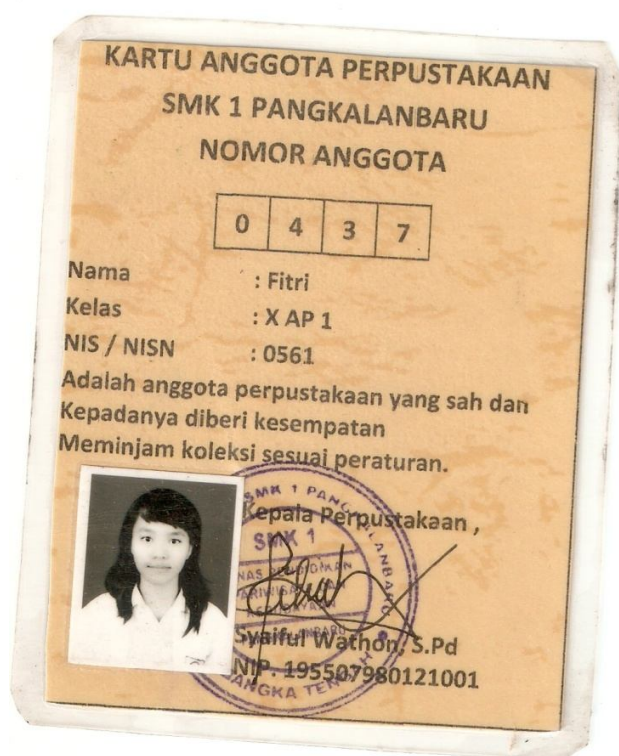 KARTU ANGGOTA PERPUSTAKAAN
SMK 1 PANGKALANBARU
NOMOR ANGGOTA
0 4 3 7
Nama : Fitri
Kelas : X AP 1
NIS / NISN : 0561
Adalah anggota perpustakaan yang sah dan
Kepadanya diberi kesempatan
Meminjam koleksi sesuai peraturan.
Kepala Perpustakaan ,
SMK 1
Syaiful Wathon, S.Pd
NIP. 195507980121001